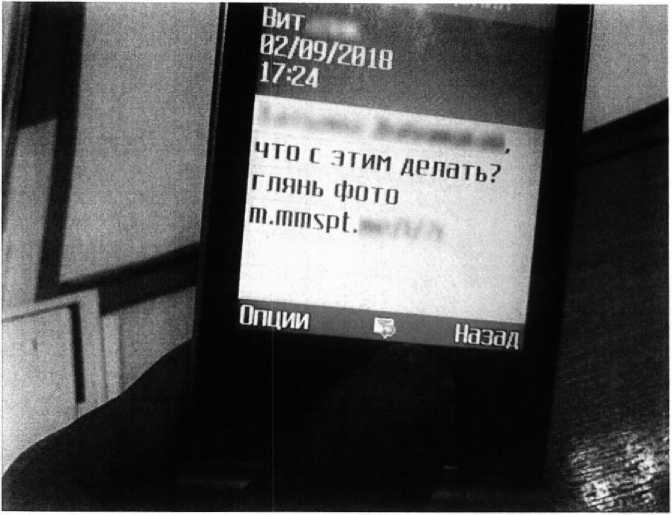 Вит
02/09/2018
17:24
,
что с этим делать?
глянь фото
m.mmspt.
Опции
Назад